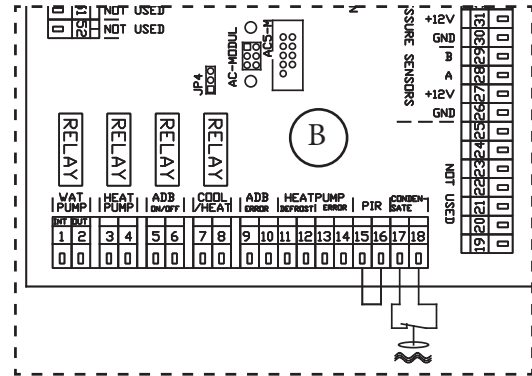 51 NOT USED
52 NOT USED
JP4
AC-MODUL
AC5-M
N
RELAY RELAY RELAY RELAY
B
WAT PUMP
HEAT PUMP
ADB ON/OFF
COOL /HEAT
ADB ERROR
HEATPUMP
DEFROST ERROR
PIR
CONDEN-SATE
INT OUT
1 2 3 4 5 6 7 8 9 10 11 12 13 14 15 16 17 18
SSURE SENSORS
+12V 31
GND 30
B 29
A 28
+12V 27
GND 26
25
24
23
22
21
20
19
NOT USED